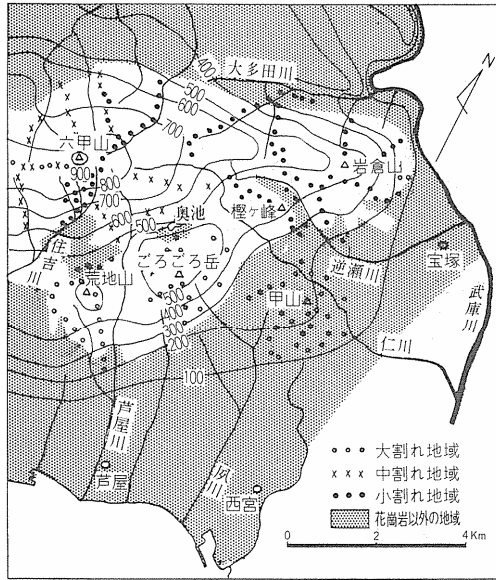 400
大多田川
N
500
600
700
六甲山
900
岩倉山
800
700
600
樫ヶ峰
奥池
500
住吉川
ごろごろ岳
逆瀬川
宝塚
荒地山
武庫川
500
甲山
400
300
200
仁川
100
芦屋川
大割れ地域
中割れ地域
芦屋
夙川
小割れ地域
西宮
花崗岩以外の地域
0 2 4Km